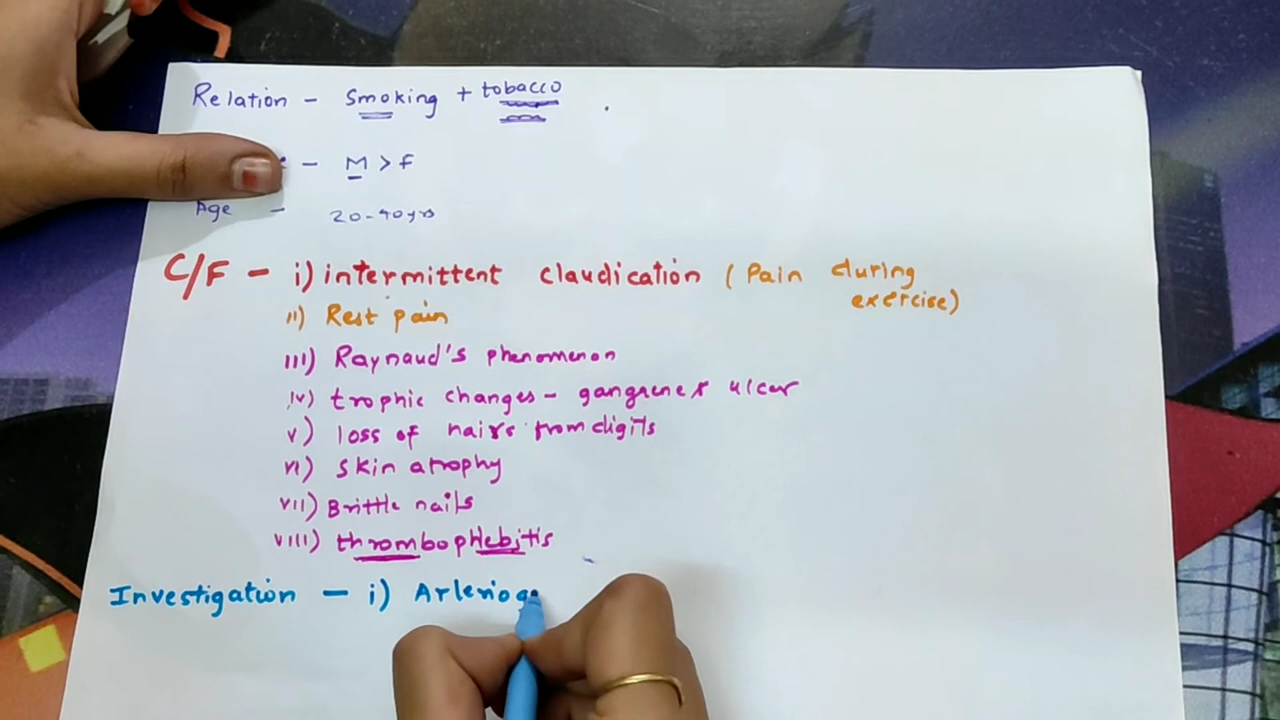 Relation - Smoking + tobacco
- M > F
Age - 20-40yrs
C/F - i) intermittent claudication (Pain during
exercise)
ii) Rest pain
iii) Raynaud's phenomenon
iv) trophic changes - gangrene & ulcer
v) loss of hairs from digits
vi) skin atrophy
vii) Brittle nails
viii) thrombophlebitis
Investigation - i) Arteriog